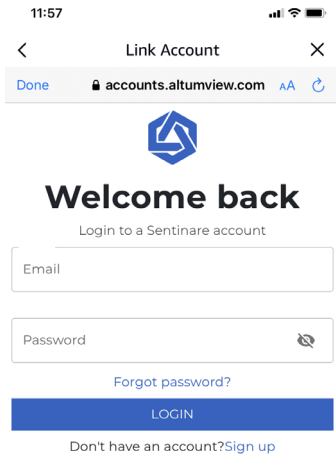 11:57
Link Account
Done accounts.altumview.com AA
Welcome back
Login to a Sentinare account
Email
Password
Forgot password?
LOGIN
Don't have an account?Sign up